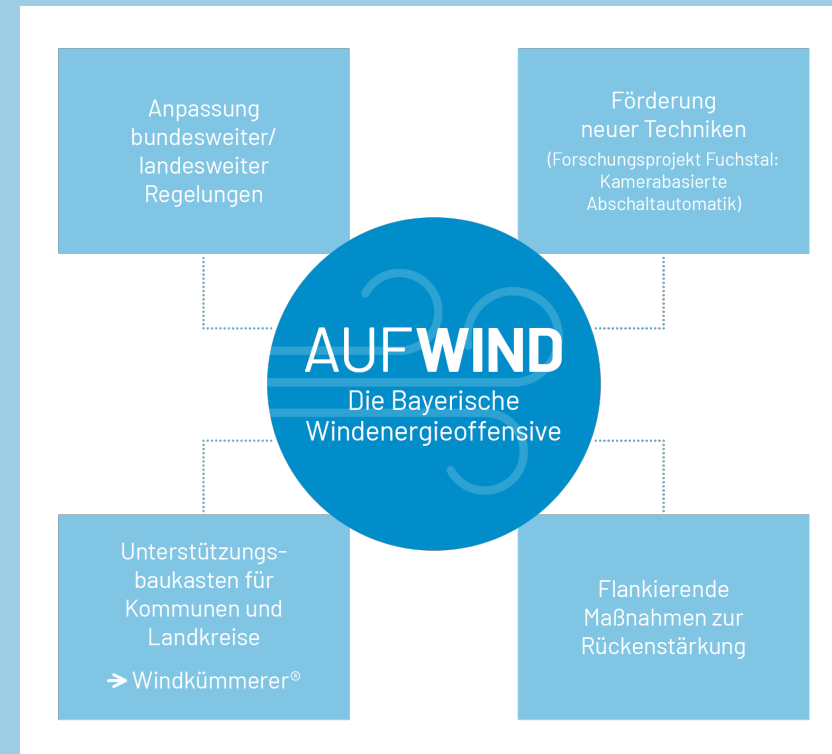 Anpassung
bundesweiter/
landesweiter
Regelungen
Förderung
neuer Techniken
(Forschungsprojekt Fuchstal:
Kamerabasierte
Abschaltautomatik)
AUFWIND
Die Bayerische
Windenergieoffensive
Unterstützungs-
baukasten für
Kommunen und
Landkreise
→ Windkümmerer®
Flankierende
Maßnahmen zur
Rückenstärkung